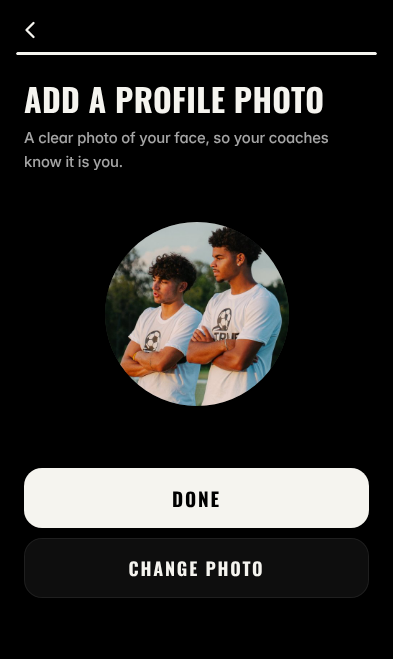 ADD A PROFILE PHOTO
A clear photo of your face, so your coaches
know it is you.
DONE
CHANGE PHOTO